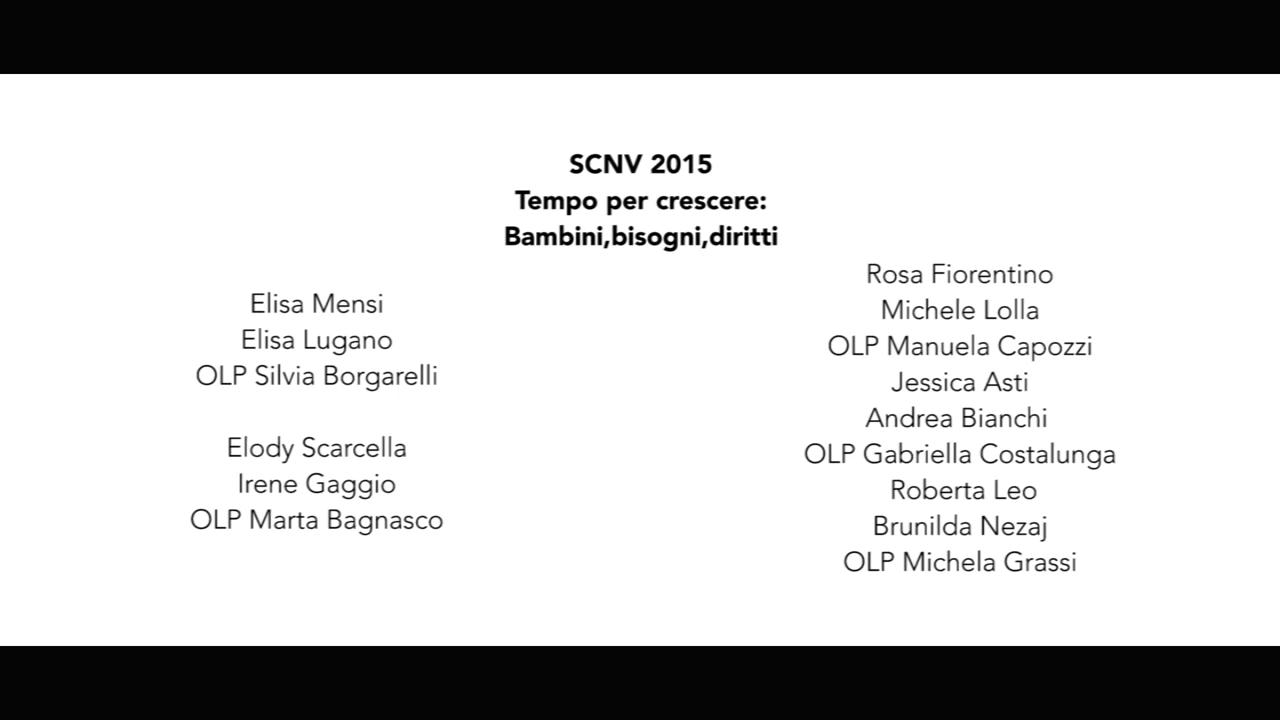 SCNV 2015
Tempo per crescere:
Bambini,bisogni,diritti
Elisa Mensi
Elisa Lugano
OLP Silvia Borgarelli
Elody Scarcella
Irene Gaggio
OLP Marta Bagnasco
Rosa Fiorentino
Michele Lolla
OLP Manuela Capozzi
Jessica Asti
Andrea Bianchi
OLP Gabriella Costalunga
Roberta Leo
Brunilda Nezaj
OLP Michela Grassi